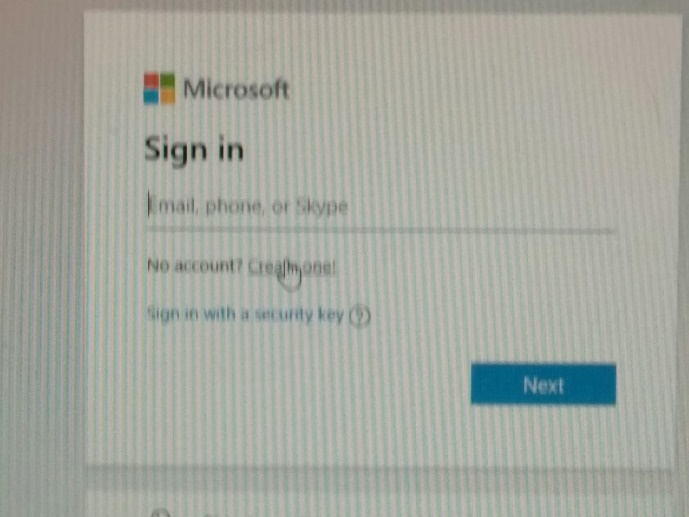 Microsoft
Sign in
Email, phone, or Skype
No account? Create one!
Sign in with a security key ?
Next